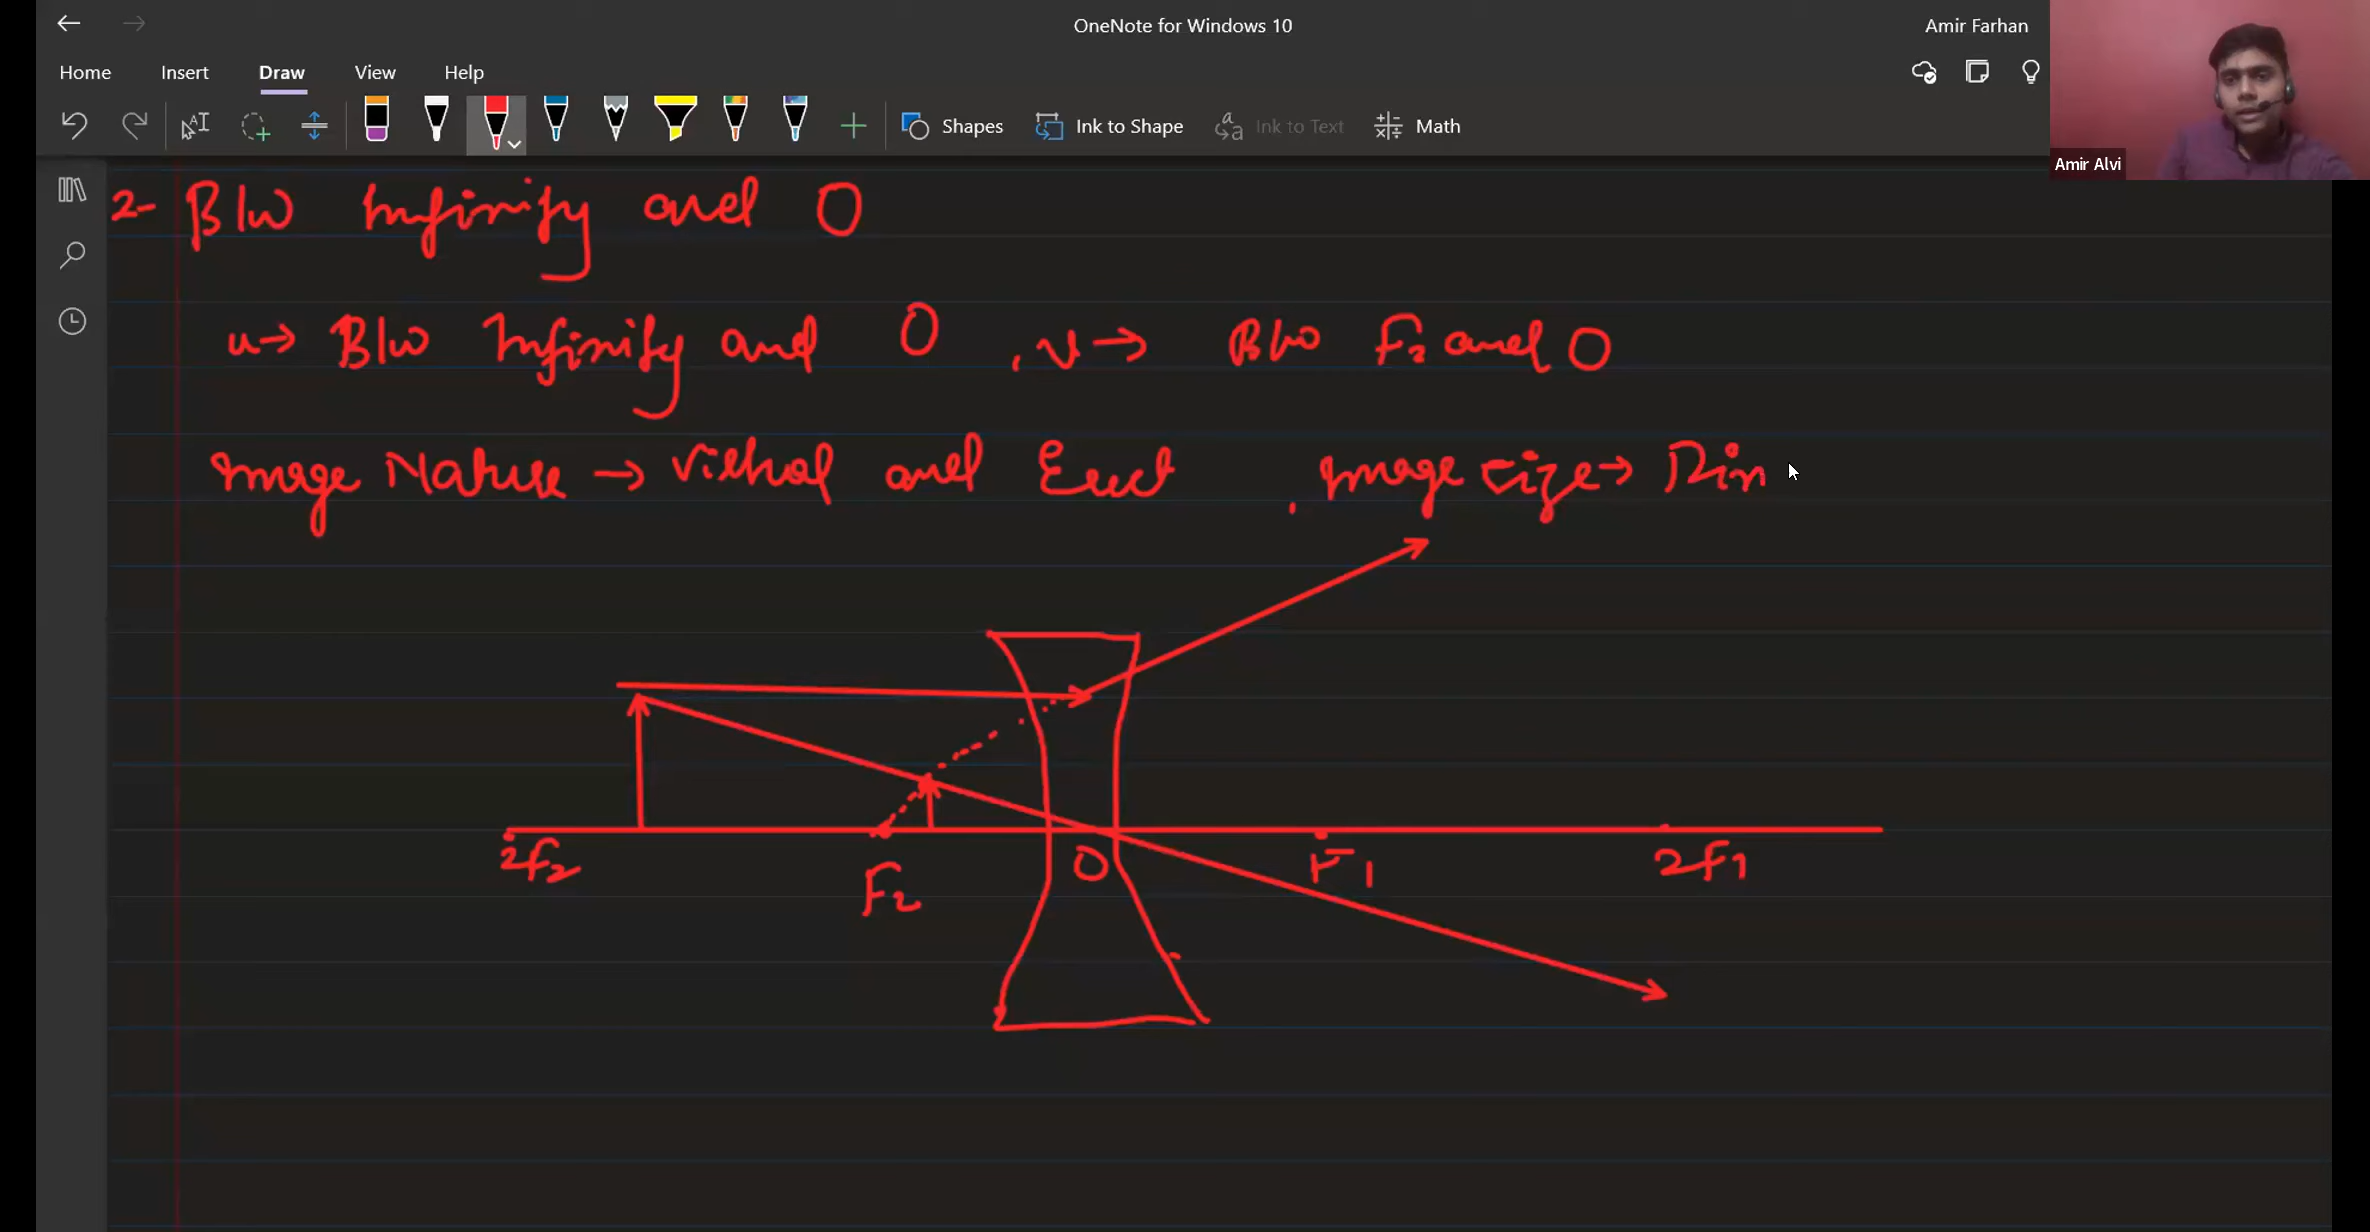 OneNote for Windows 10
Amir Farhan
Home Insert Draw View Help
Shapes Ink to Shape Ink to Text Math
Amir Alvi
2- B/w Infinity and O
u→ B/w Infinity and O , v→ B/w F2 and O
Image Nature → Virtual and Erect , Image size→ Dim
2f2 F2 O F1 2f1